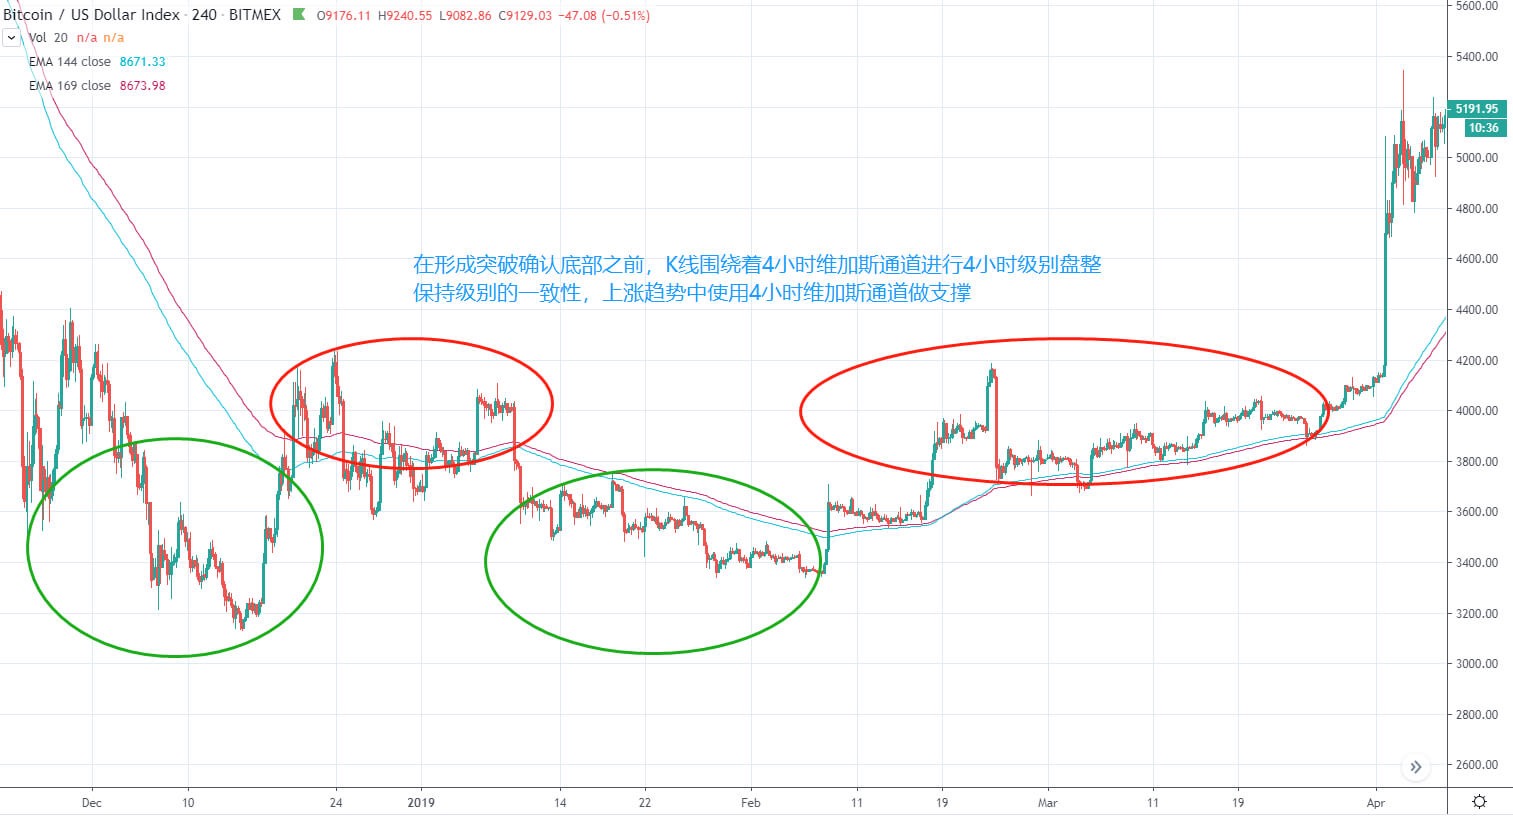 Bitcoin / US Dollar Index · 240 · BITMEX O9176.11 H9240.55 L9082.86 C9129.03 −47.08 (−0.51%)
Vol 20 n/a n/a
EMA 144 close 8671.33
EMA 169 close 8673.98
5600.00
5400.00
5191.95
10:36
5000.00
4800.00
4600.00
4400.00
4200.00
4000.00
3800.00
3600.00
3400.00
3200.00
3000.00
2800.00
2600.00
在形成突破确认底部之前，K线围绕着4小时维加斯通道进行4小时级别盘整
保持级别的一致性，上涨趋势中使用4小时维加斯通道做支撑
Dec 10 24 2019 14 22 Feb 11 19 Mar 11 19 Apr